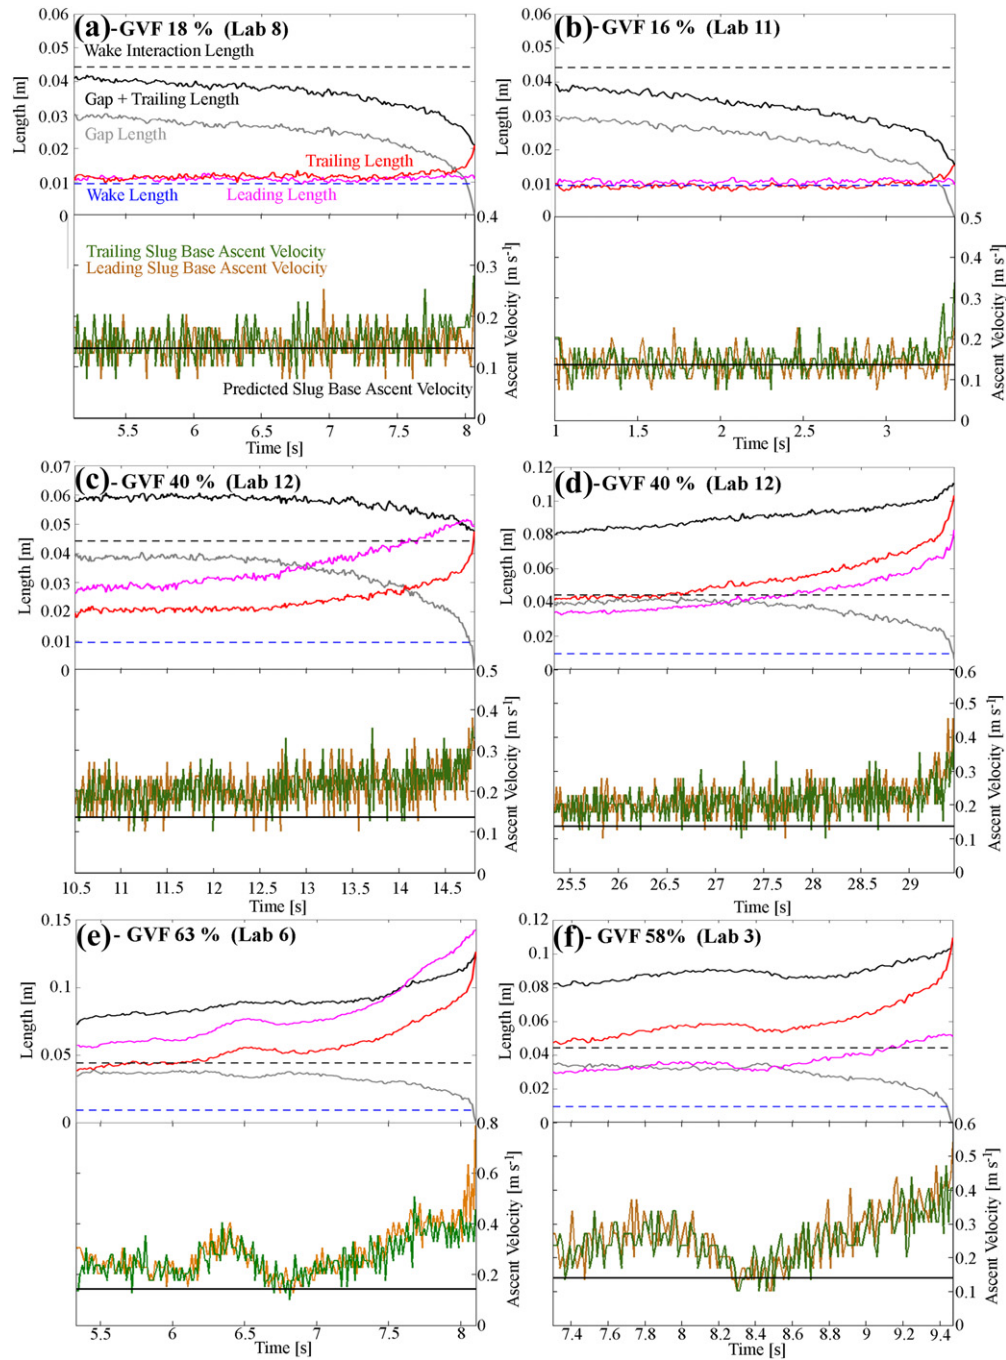 (a)- GVF 18 % (Lab 8)
Wake Interaction Length
Gap + Trailing Length
Gap Length
Trailing Length
Wake Length
Leading Length
Length [m]
0.06
0.05
0.04
0.03
0.02
0.01
0
Trailing Slug Base Ascent Velocity
Leading Slug Base Ascent Velocity
Predicted Slug Base Ascent Velocity
0.4
0.3
0.2
0.1
0
Ascent Velocity [m s-1]
5.5 6 6.5 7 7.5 8
Time [s]
(b)- GVF 16 % (Lab 11)
Length [m]
0.06
0.05
0.04
0.03
0.02
0.01
0
0.5
0.4
0.3
0.2
0.1
0
Ascent Velocity [m s-1]
1 1.5 2 2.5 3
Time [s]
(c)- GVF 40 % (Lab 12)
Length [m]
0.07
0.06
0.05
0.04
0.03
0.02
0.01
0
0.5
0.4
0.3
0.2
0.1
0
Ascent Velocity [m s-1]
10.5 11 11.5 12 12.5 13 13.5 14 14.5
Time [s]
(d)- GVF 40 % (Lab 12)
Length [m]
0.12
0.1
0.08
0.06
0.04
0.02
0
0.6
0.5
0.4
0.3
0.2
0.1
0
Ascent Velocity [m s-1]
25.5 26 26.5 27 27.5 28 28.5 29
Time [s]
(e)- GVF 63 % (Lab 6)
Length [m]
0.15
0.1
0.05
0
0.8
0.6
0.4
0.2
0
Ascent Velocity [m s-1]
5.5 6 6.5 7 7.5 8
Time [s]
(f)- GVF 58% (Lab 3)
Length [m]
0.12
0.1
0.08
0.06
0.04
0.02
0
0.6
0.5
0.4
0.3
0.2
0.1
0
Ascent Velocity [m s-1]
7.4 7.6 7.8 8 8.2 8.4 8.6 8.8 9 9.2 9.4
Time [s]